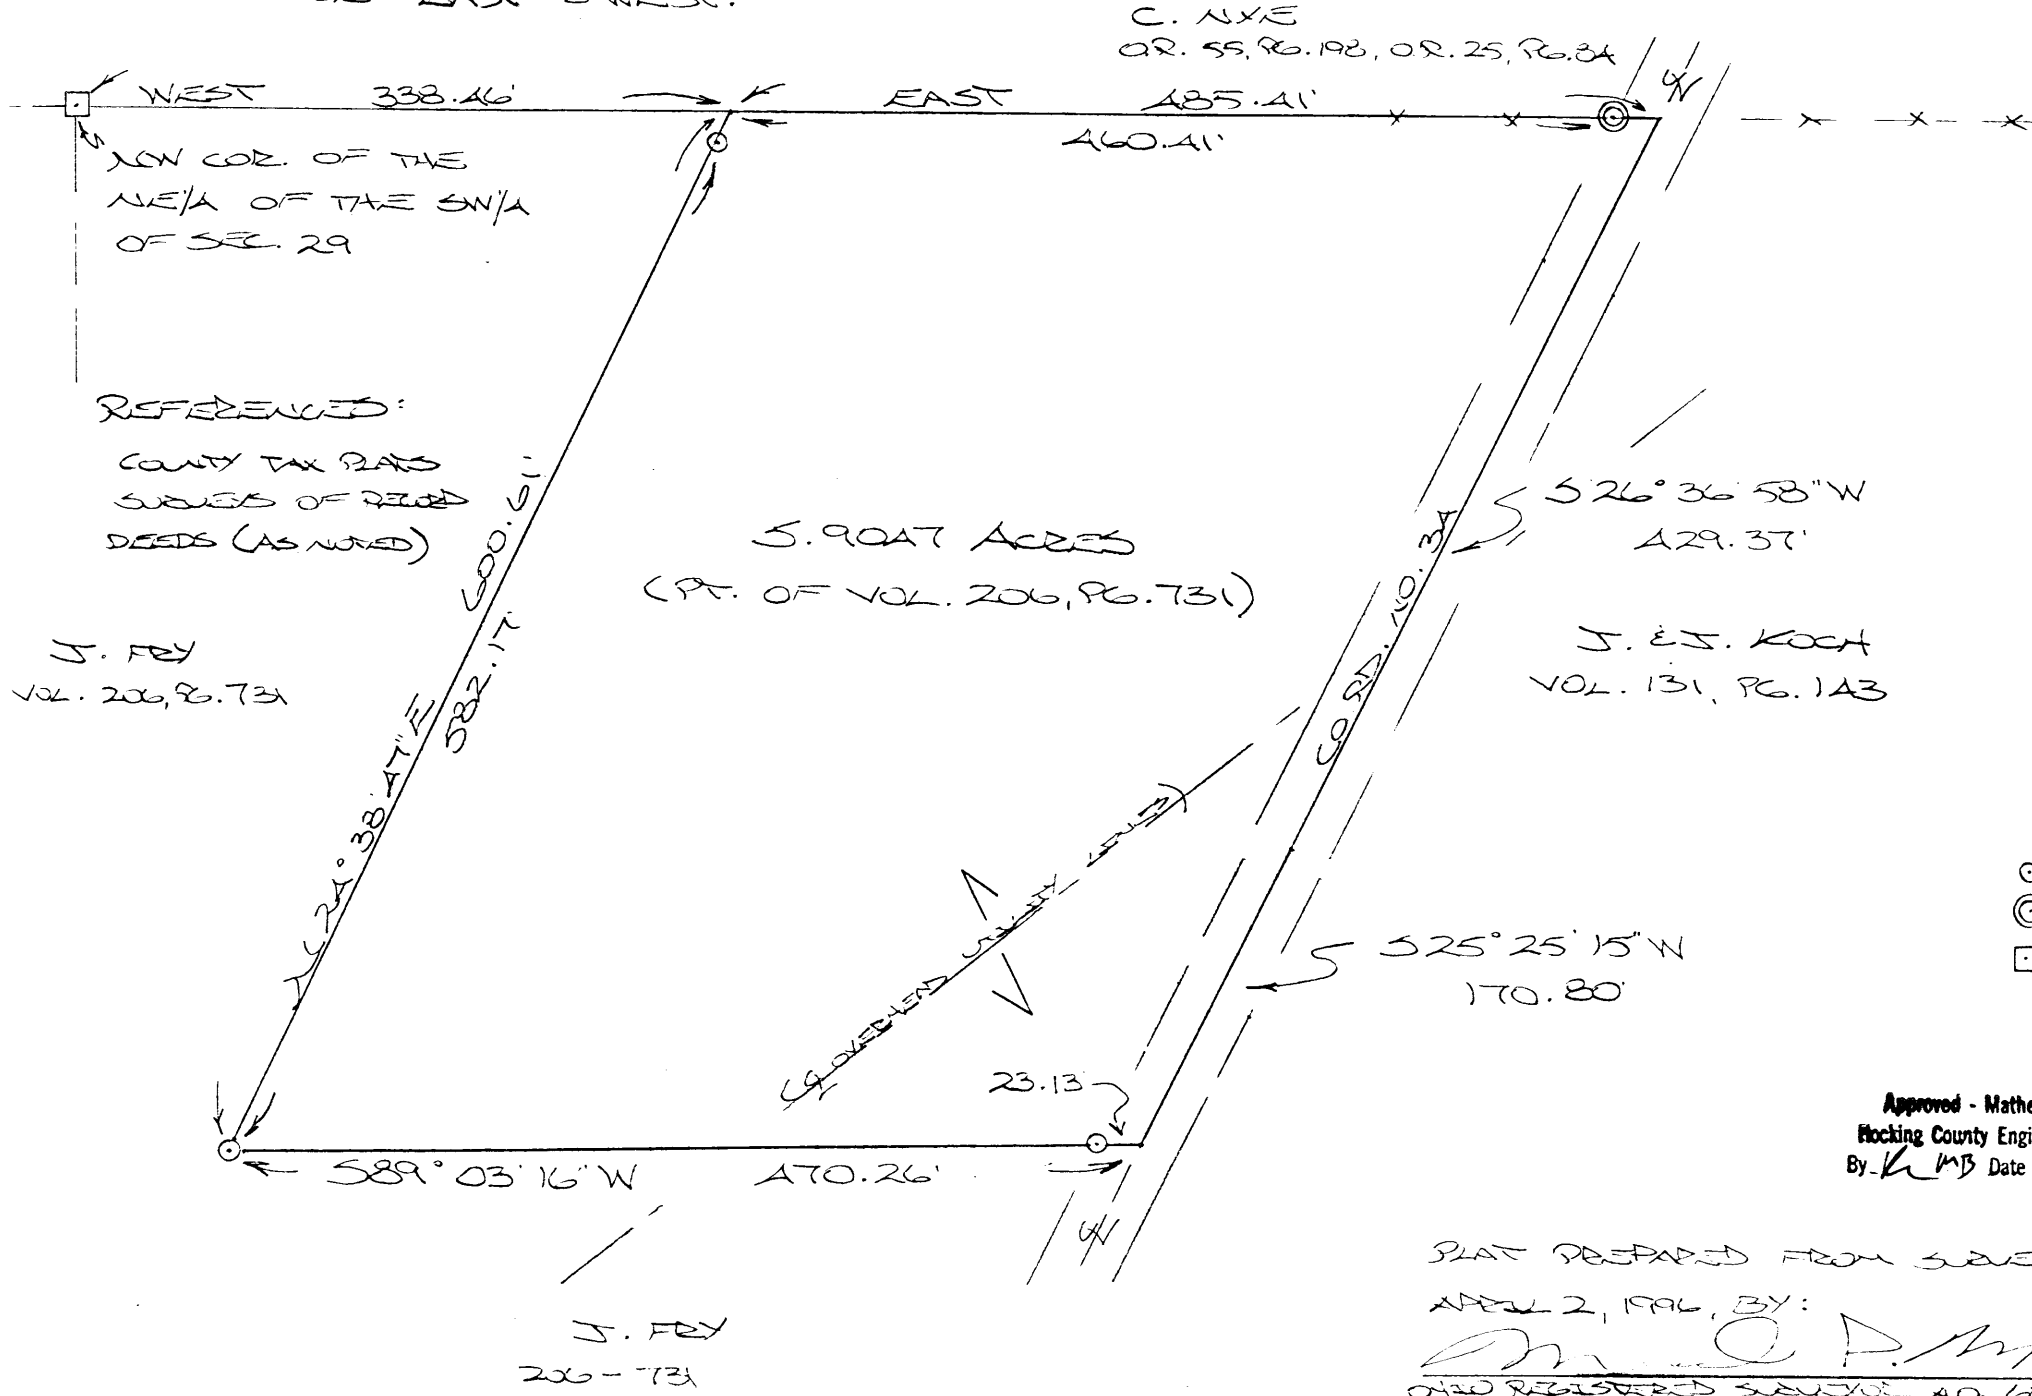 C. NYE
O.R. 55, PG. 198, O.R. 25, PG. 84
WEST 338.46'
EAST 485.41'
460.41'
NW COR. OF THE
NE/4 OF THE SW/4
OF SEC. 29
REFERENCES:
COUNTY TAX PLATS
SURVEYS OF RECORD
DEEDS (AS NOTED)
600.61'
582.17'
N 24° 38' 47" E
5.9047 ACRES
(PT. OF VOL. 206, PG. 731)
CO. RD. NO. 34
S 26° 36' 58" W
429.37'
J. FRY
VOL. 206, PG. 731
J. & J. KOCH
VOL. 131, PG. 143
(℄ OVERHEAD UTILITY LINES)
S 25° 25' 15" W
170.80'
23.13'
S 89° 03' 16" W 470.26'
Approved - Mathe
Hocking County Engi
By Date
J. FRY
206-731
PLAT PREPARED FROM SURVE
APRIL 2, 1996, BY:
OHIO REGISTERED SURVEYOR